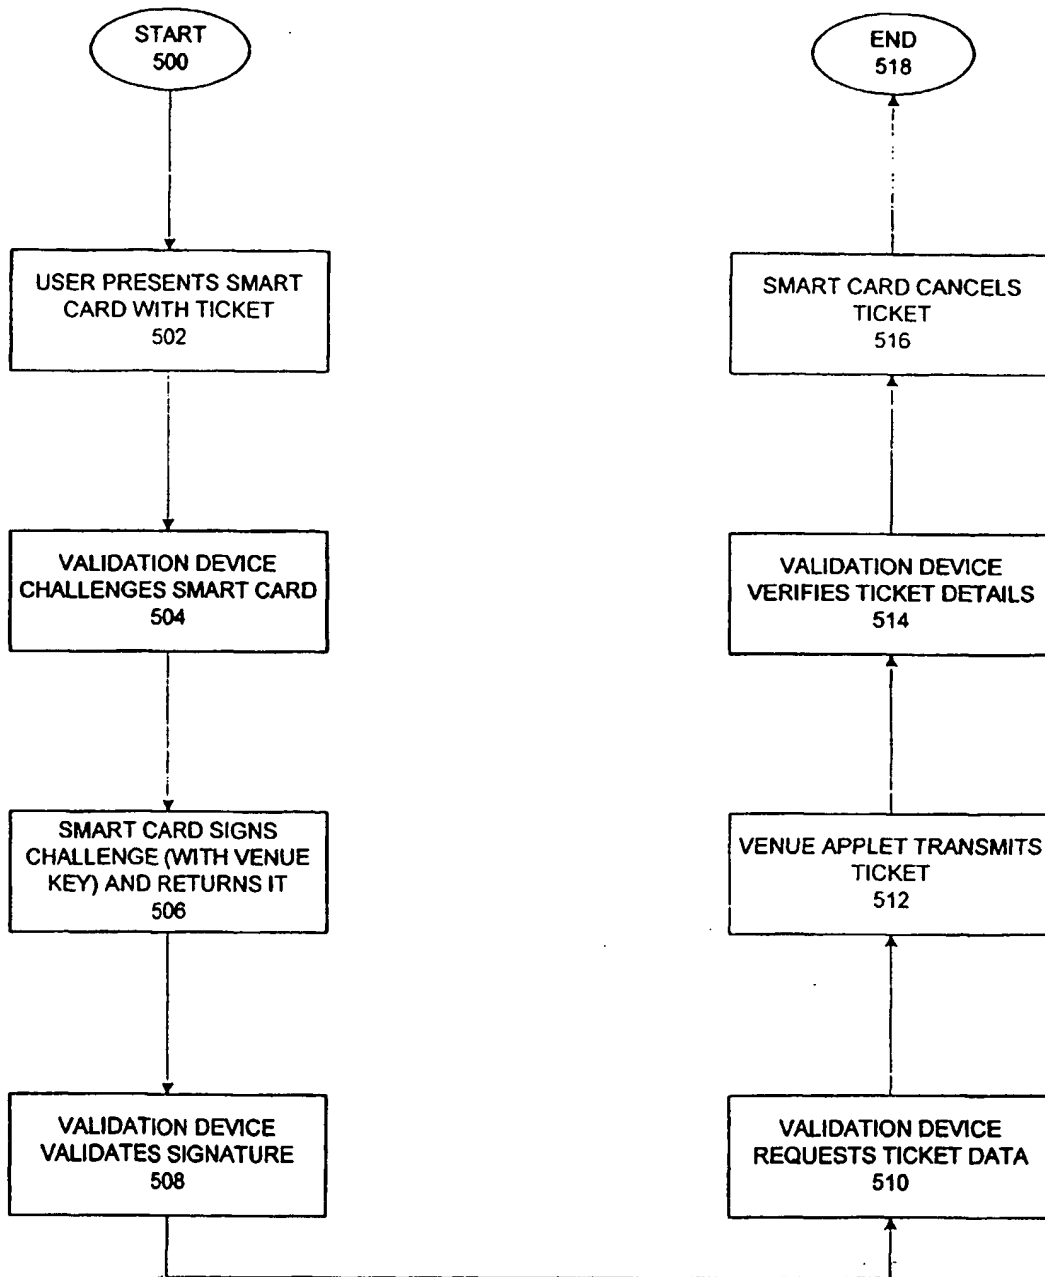 START
500
USER PRESENTS SMART
CARD WITH TICKET
502
VALIDATION DEVICE
CHALLENGES SMART CARD
504
SMART CARD SIGNS
CHALLENGE (WITH VENUE
KEY) AND RETURNS IT
506
VALIDATION DEVICE
VALIDATES SIGNATURE
508
VALIDATION DEVICE
REQUESTS TICKET DATA
510
VENUE APPLET TRANSMITS
TICKET
512
VALIDATION DEVICE
VERIFIES TICKET DETAILS
514
SMART CARD CANCELS
TICKET
516
END
518